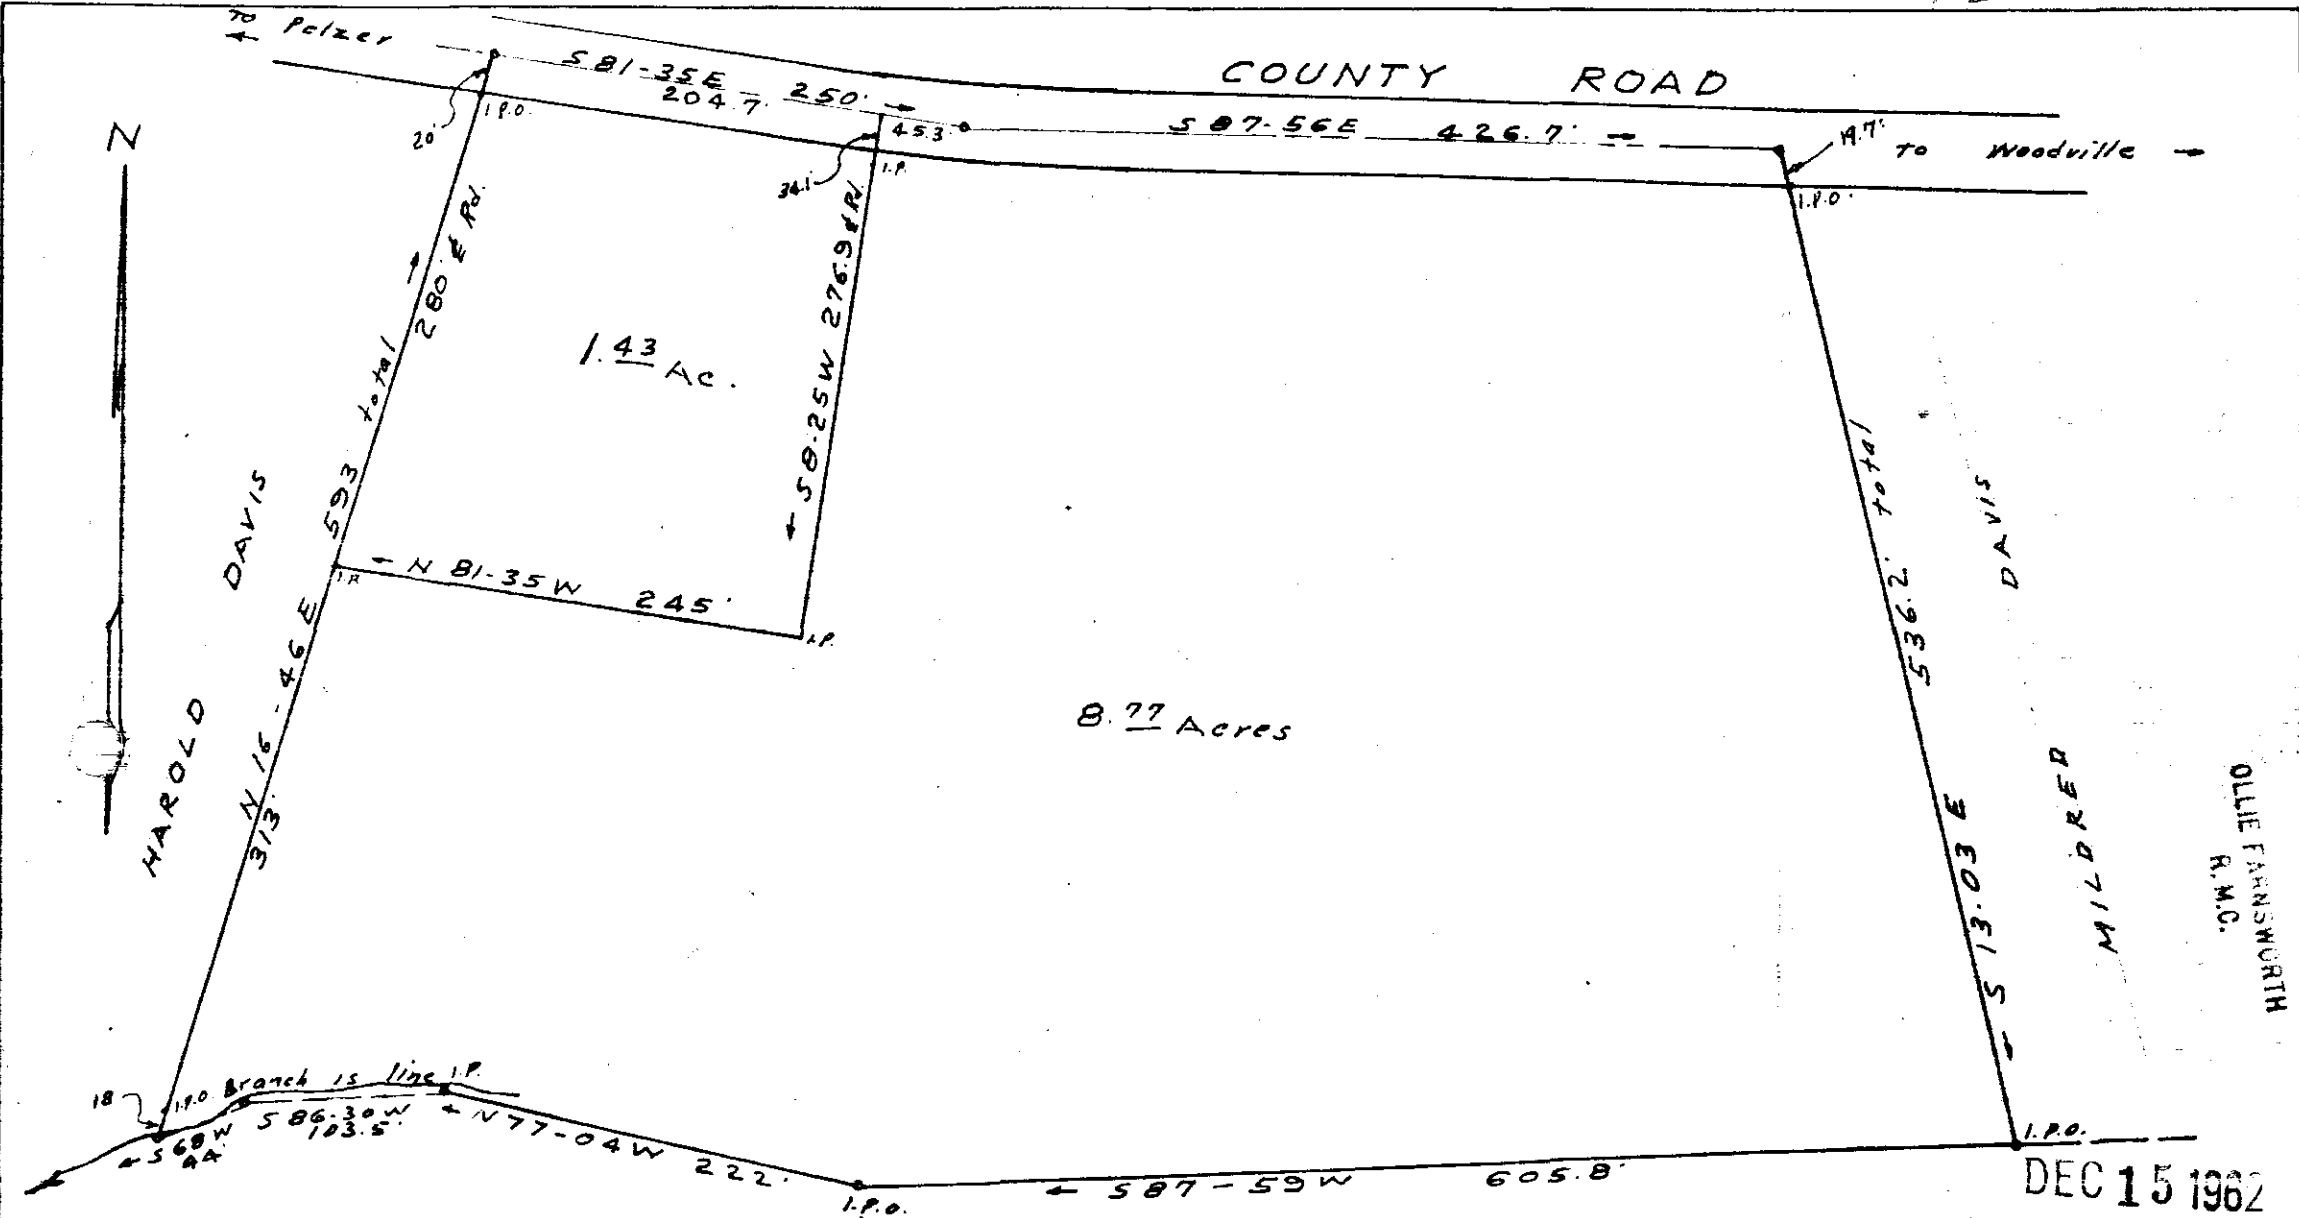 TO Pelzer
S 81-35 E 250'
204.7'
COUNTY ROAD
45.3'
S 87-56 E 426.7'
19.7'
TO Woodville
20'
I.P.O.
34.1'
I.P.
I.P.O.
N
280' ℄ Rd.
593 total
N 16-46 E
313'
HAROLD DAVIS
1.43 Ac.
S 8-25 W 276.9' ℄ Rd.
I.P.
N 81-35 W 245'
I.P.
8.77 Acres
536.2' total
S 13.03 E
MILDRED DAVIS
OLLIE FARNSWORTH
R.M.C.
18
I.P.O.
Branch is line
I.P.
S 68 W
S 86-30 W
103.5'
N 77-04 W 222.'
I.P.O.
S 87-59 W 605.8'
I.P.O.
DEC 15 1962